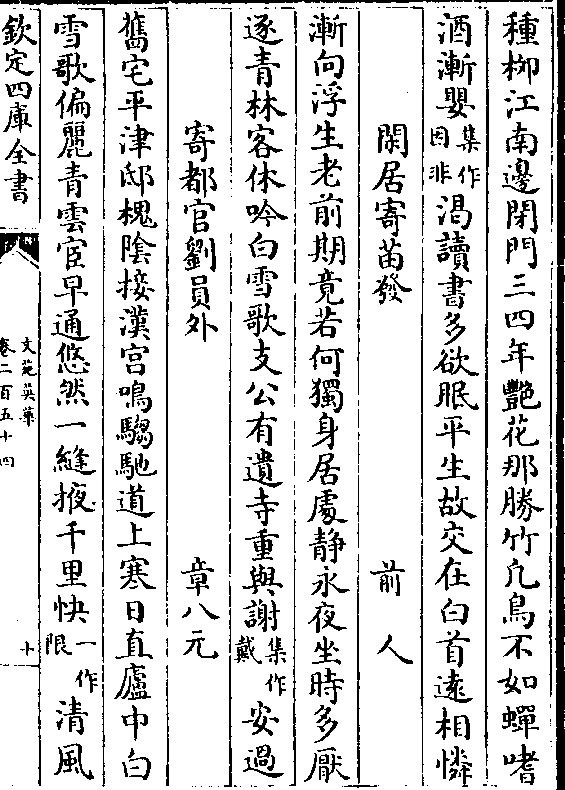 種柳江南邊閉門三四年艷花那勝竹凡鳥不如蟬嗜
酒漸嬰集作因非渴讀書多欲眠平生故交在白首遠相憐
閑居寄苗發 前人
漸向浮生老前期竟若何獨身居處静永夜坐時多厭
逐青林客休吟白雪歌支公有遺寺重與謝集作戴安過
寄都官劉員外 章八元
舊宅平津邸槐陰接漢宫鳴騶馳道上寒日直廬中白
雪歌偏麗青雲宦早通悠然一縫掖千里快一作限清風
欽定四庫全書
文苑英華
卷二百五十四
十